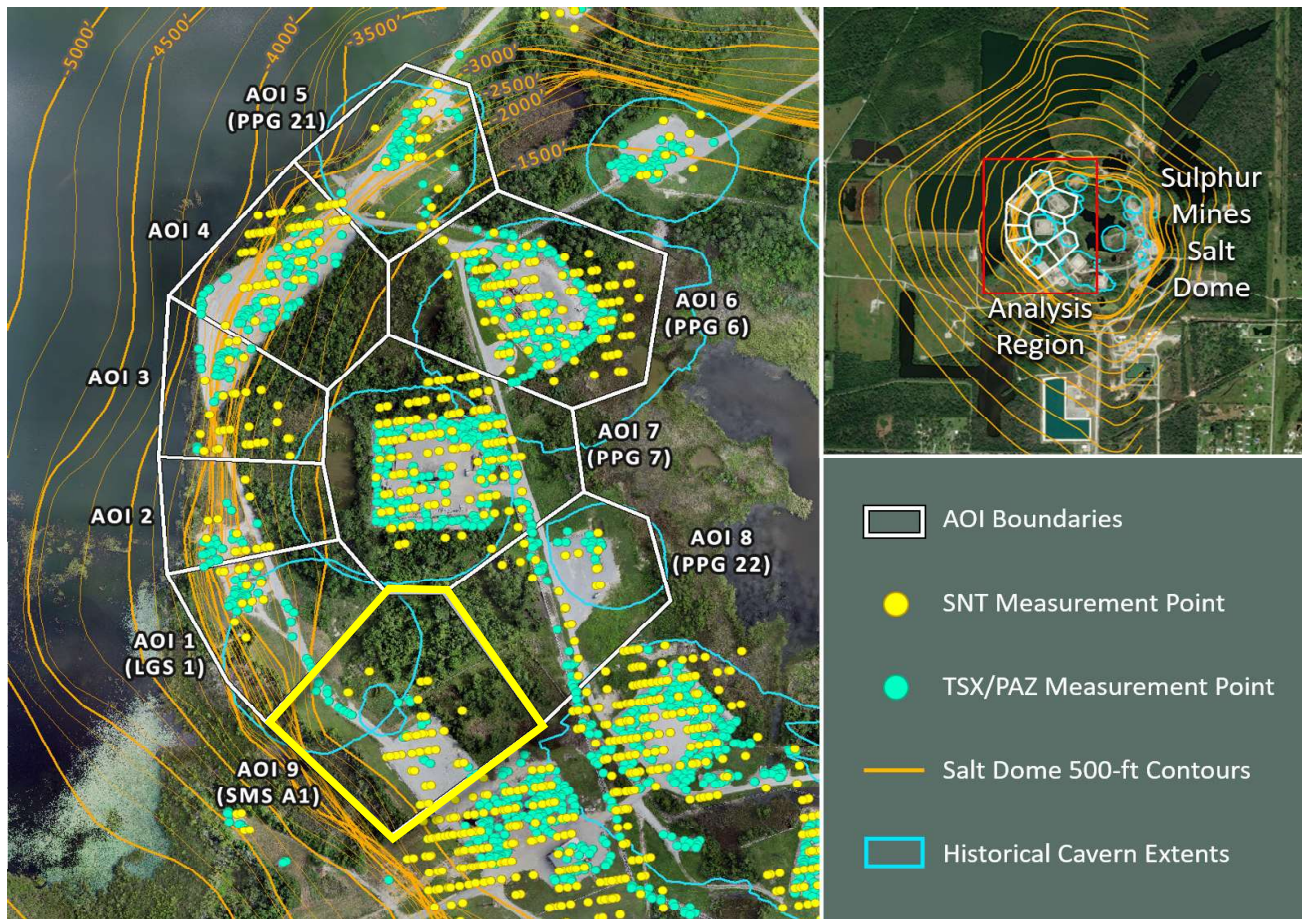 -5000'
-4500'
-4000'
-3500'
-3000'
-2500'
-2000'
-1500'
AOI 5
(PPG 21)
AOI 4
AOI 3
AOI 2
AOI 1
(LGS 1)
AOI 9
(SMS A1)
AOI 6
(PPG 6)
AOI 7
(PPG 7)
AOI 8
(PPG 22)
Sulphur
Mines
Salt
Dome
Analysis
Region
AOI Boundaries
SNT Measurement Point
TSX/PAZ Measurement Point
Salt Dome 500-ft Contours
Historical Cavern Extents